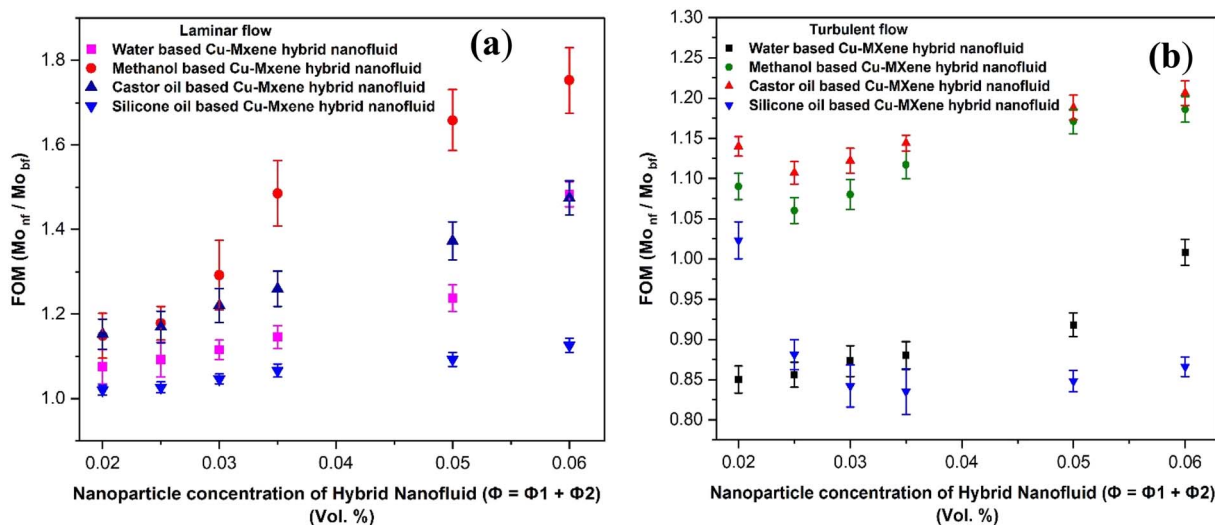 (a)
Laminar flow
Water based Cu-Mxene hybrid nanofluid
Methanol based Cu-Mxene hybrid nanofluid
Castor oil based Cu-Mxene hybrid nanofluid
Silicone oil based Cu-Mxene hybrid nanofluid
FOM (Mo_nf / Mo_bf)
1.8
1.6
1.4
1.2
1.0
0.02 0.03 0.04 0.05 0.06
Nanoparticle concentration of Hybrid Nanofluid (Φ = Φ1 + Φ2)
(Vol. %)
(b)
Turbulent flow
Water based Cu-MXene hybrid nanofluid
Methanol based Cu-MXene hybrid nanofluid
Castor oil based Cu-MXene hybrid nanofluid
Silicone oil based Cu-MXene hybrid nanofluid
FOM (Mo_nf / Mo_bf)
1.30
1.25
1.20
1.15
1.10
1.05
1.00
0.95
0.90
0.85
0.80
0.02 0.03 0.04 0.05 0.06
Nanoparticle concentration of Hybrid Nanofluid (Φ = Φ1 + Φ2)
(Vol. %)